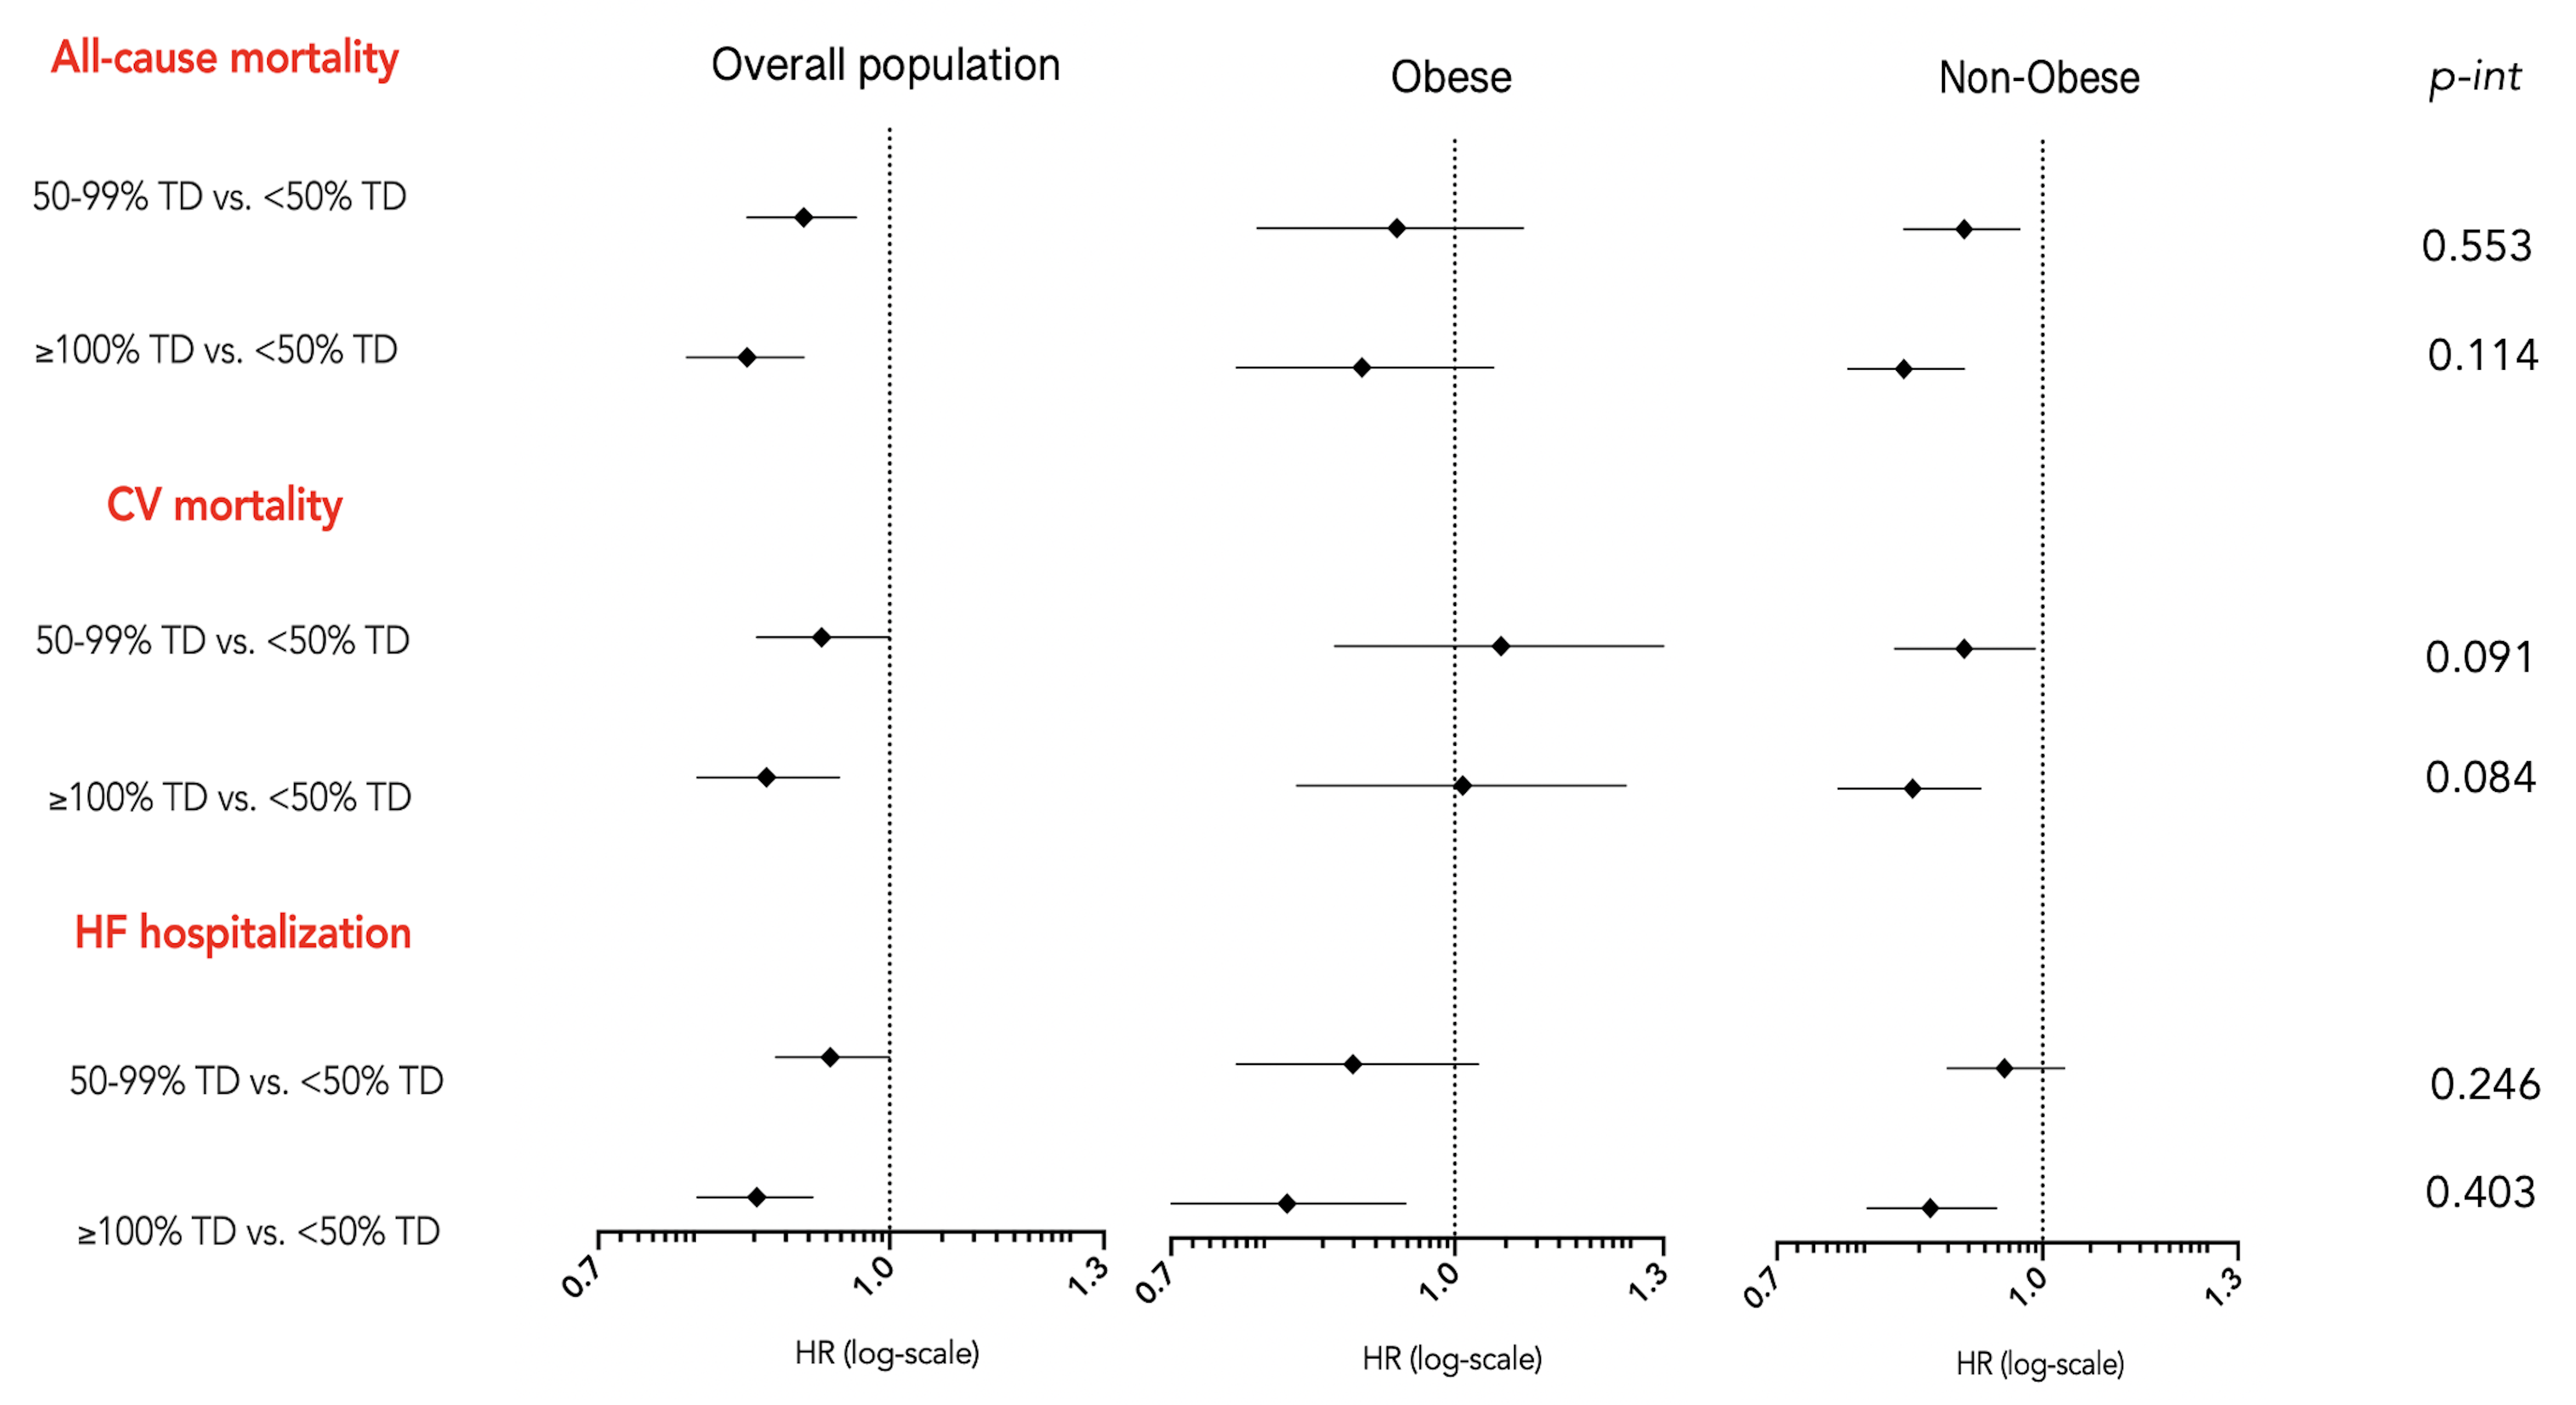 All-cause mortality
Overall population
Obese
Non-Obese
p-int
50-99% TD vs. <50% TD
0.553
≥100% TD vs. <50% TD
0.114
CV mortality
50-99% TD vs. <50% TD
0.091
≥100% TD vs. <50% TD
0.084
HF hospitalization
50-99% TD vs. <50% TD
0.246
≥100% TD vs. <50% TD
0.403
0.7 1.0 1.3
0.7 1.0 1.3
0.7 1.0 1.3
HR (log-scale)
HR (log-scale)
HR (log-scale)